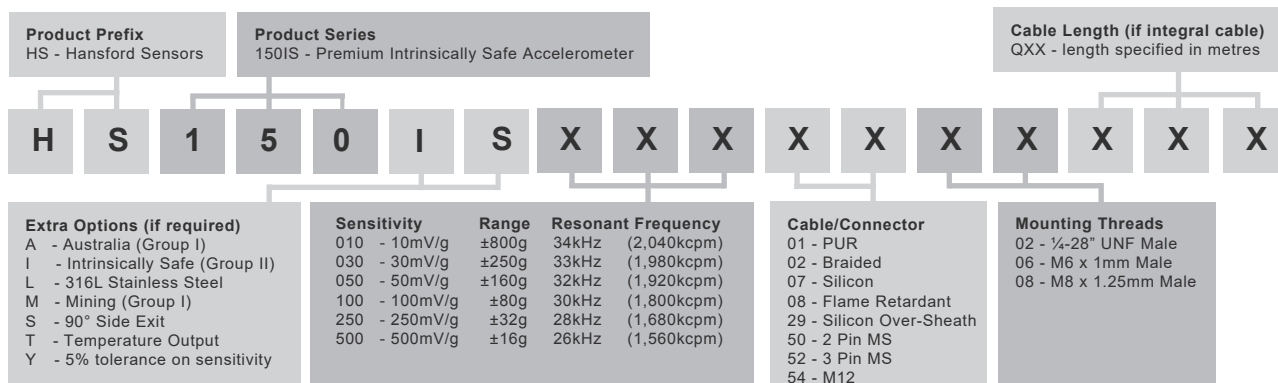 Product Prefix
HS - Hansford Sensors
Product Series
150IS - Premium Intrinsically Safe Accelerometer
Cable Length (if integral cable)
QXX - length specified in metres
H S 1 5 0 I S X X X X X X X X X X
Extra Options (if required)
A - Australia (Group I)
I - Intrinsically Safe (Group II)
L - 316L Stainless Steel
M - Mining (Group I)
S - 90° Side Exit
T - Temperature Output
Y - 5% tolerance on sensitivity
Sensitivity Range Resonant Frequency
010 - 10mV/g ±800g 34kHz (2,040kcpm)
030 - 30mV/g ±250g 33kHz (1,980kcpm)
050 - 50mV/g ±160g 32kHz (1,920kcpm)
100 - 100mV/g ±80g 30kHz (1,800kcpm)
250 - 250mV/g ±32g 28kHz (1,680kcpm)
500 - 500mV/g ±16g 26kHz (1,560kcpm)
Cable/Connector
01 - PUR
02 - Braided
07 - Silicon
08 - Flame Retardant
29 - Silicon Over-Sheath
50 - 2 Pin MS
52 - 3 Pin MS
54 - M12
Mounting Threads
02 - ¼-28” UNF Male
06 - M6 x 1mm Male
08 - M8 x 1.25mm Male